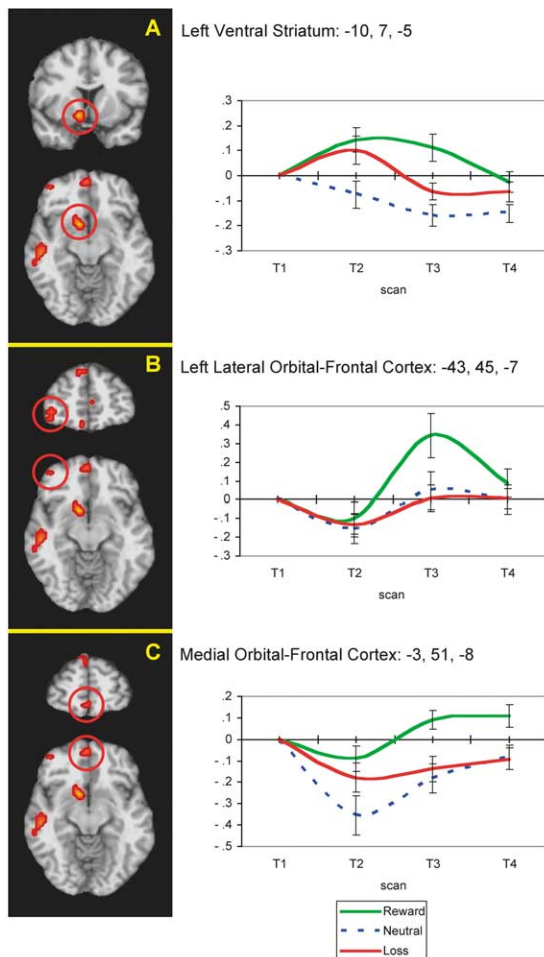 A
Left Ventral Striatum: -10, 7, -5
.3
.2
.1
0
-.1
-.2
-.3
T1 T2 T3 T4
scan
B
Left Lateral Orbital-Frontal Cortex: -43, 45, -7
.5
.4
.3
.2
.1
0
-.1
-.2
-.3
T1 T2 T3 T4
scan
C
Medial Orbital-Frontal Cortex: -3, 51, -8
.2
.1
0
-.1
-.2
-.3
-.4
-.5
T1 T2 T3 T4
scan
Reward
Neutral
Loss